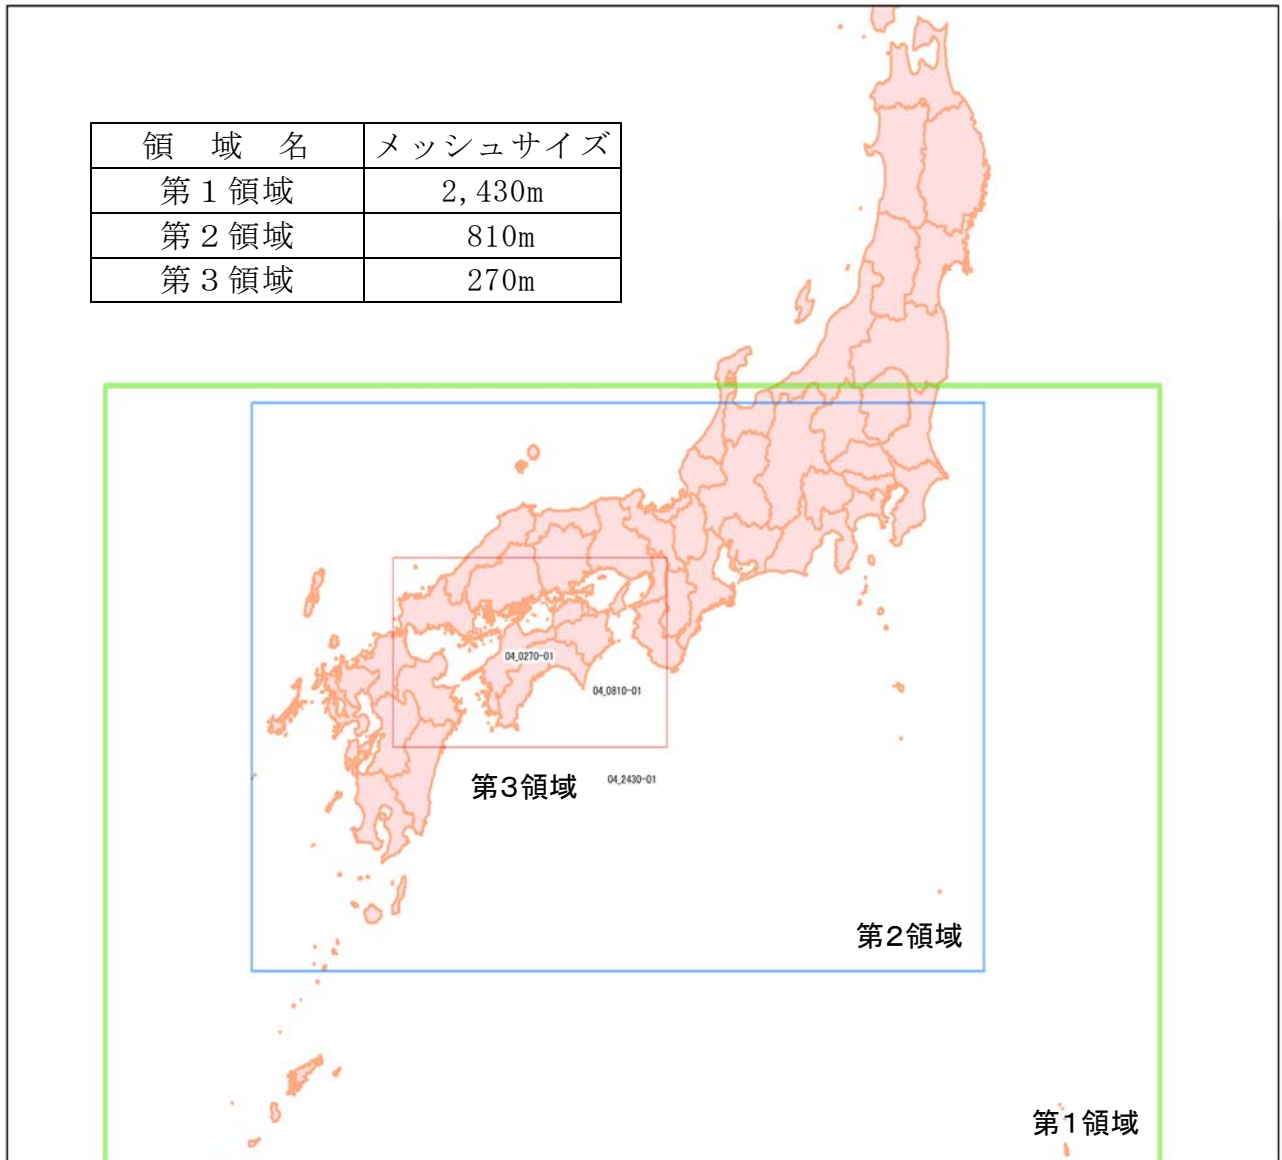 領　域　名 メッシュサイズ
第１領域 2,430m
第２領域 810m
第３領域 270m
04_0270-01
04_0810-01
第3領域 04_2430-01
第2領域
第1領域